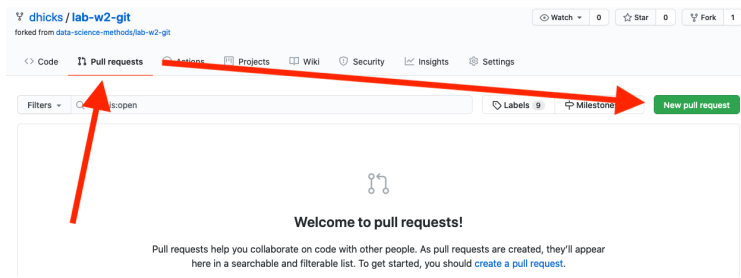 dhicks / lab-w2-git
Watch 0 Star 0 Fork 1
forked from data-science-methods/lab-w2-git
Code Pull requests Actions Projects Wiki Security Insights Settings
Filters is:open Labels 9 Milestone New pull request
Welcome to pull requests!
Pull requests help you collaborate on code with other people. As pull requests are created, they'll appear
here in a searchable and filterable list. To get started, you should create a pull request.